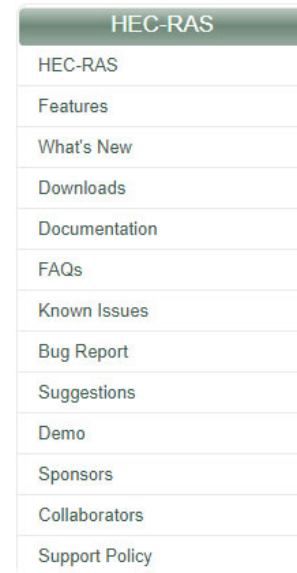 HEC-RAS
HEC-RAS
Features
What's New
Downloads
Documentation
FAQs
Known Issues
Bug Report
Suggestions
Demo
Sponsors
Collaborators
Support Policy